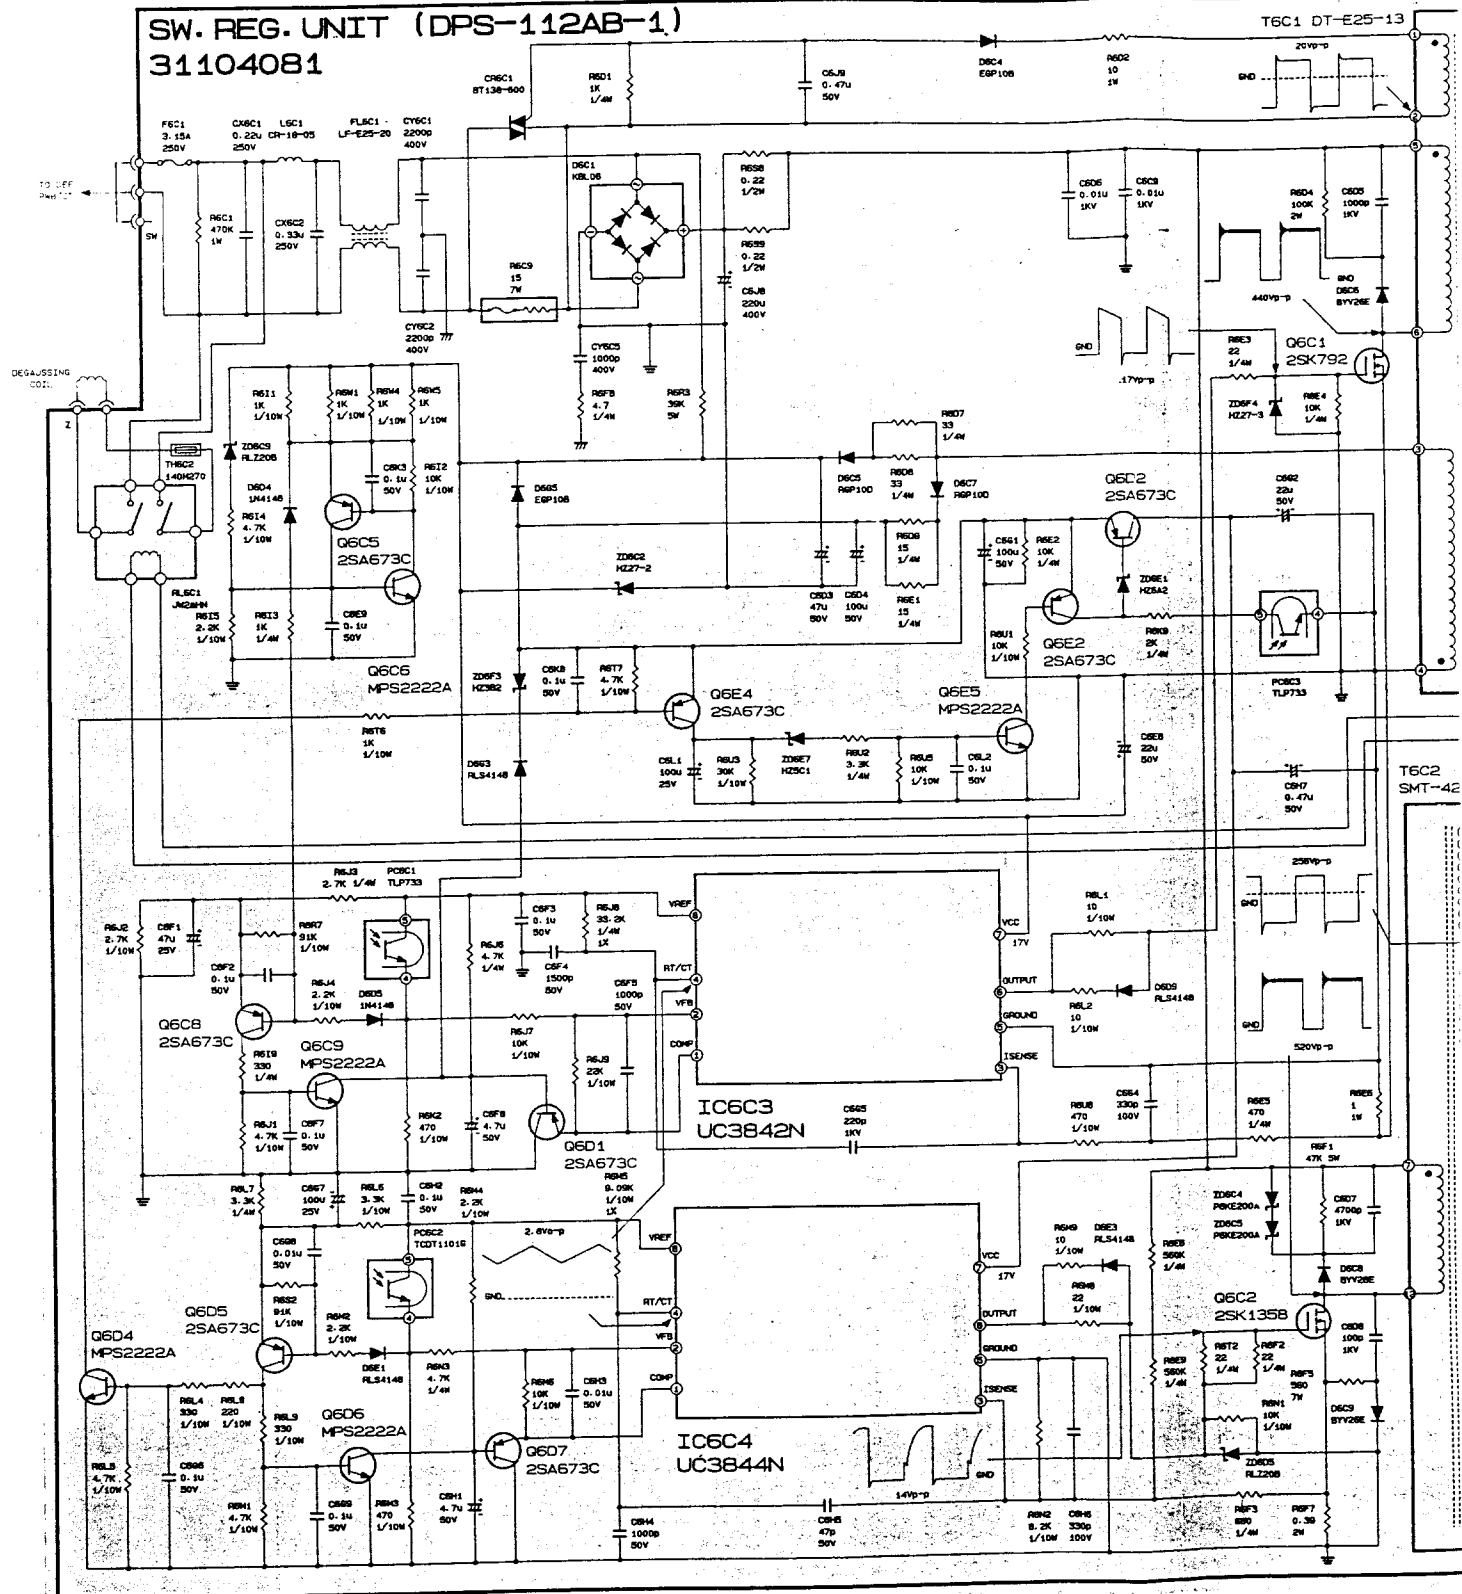 SW. REG. UNIT (DPS-112AB-1)
31104081
T6C1 DT-E25-13
20Vp-p
GND
CR6C1
BT138-600
R6D1
1K
1/4W
C6J9
0.47u
50V
D6C4
EGP10B
R6D2
10
1W
F6C1
3.15A
250V
CX6C1
0.22u
250V
L6C1
CR-18-05
FL6C1
LF-E25-20
CY6C1
2200p
400V
D6C1
KBL06
R6S8
0.22
1/2W
R6S9
0.22
1/2W
C6J8
220u
400V
C6D6
0.01u
1KV
C6C9
0.01u
1KV
R6D4
100K
2W
C6D5
1000p
1KV
SW
R6C1
470K
1W
CX6C2
0.33u
250V
R6C9
15
7W
CY6C2
2200p
400V
CY6C5
1000p
400V
R6F8
4.7
1/4W
R6R3
39K
5W
GND
440Vp-p
D6C6
BYV26E
GND
17Vp-p
R6E3
22
1/4W
Q6C1
2SK792
ZD6F4
HZ27-3
R6E4
10K
1/4W
DEGAUSSING
COIL
Z
TH6C2
140M270
ZD6C9
RLZ20B
R6I1
1K
1/10W
R6W1
1K
1/10W
R6W4
1K
1/10W
R6W5
1K
1/10W
D6D4
1N4148
C6K3
0.1u
50V
R6I2
10K
1/10W
R6I4
4.7K
1/10W
Q6C5
2SA673C
D6G5
EGP10B
ZD6C2
HZ27-2
R6D7
33
1/4W
D6C5
RGP10D
R6D6
33
1/4W
D6C7
RGP10D
R6D9
15
1/4W
R6E1
15
1/4W
C6D3
47u
50V
C6D4
100u
50V
Q6E2
2SA673C
C6G1
100u
50V
R6E2
10K
1/4W
ZD6E1
HZ6A2
C6G2
22u
50V
RL6C1
R6I5
2.2K
1/10W
R6I3
1K
1/4W
C6E9
0.1u
50V
Q6C6
MPS2222A
ZD6F3
HZ9B2
C6K8
0.1u
50V
R6T7
4.7K
1/10W
Q6E4
2SA673C
Q6E5
MPS2222A
R6U1
10K
1/10W
R6K9
2K
1/4W
PC6C3
TLP733
R6T6
1K
1/10W
D6G3
RLS4148
C6L1
100u
25V
R6U3
30K
1/10W
ZD6E7
HZ5C1
R6U2
3.3K
1/4W
R6U5
10K
1/10W
C6L2
0.1u
50V
C6E8
22u
50V
C6H7
0.47u
50V
T6C2
SMT-42
R6J3
2.7K 1/4W
PC6C1
TLP733
R6J2
2.7K
1/10W
C6F1
47u
25V
R6R7
91K
1/10W
C6F2
0.1u
50V
R6J4
2.2K
1/10W
D6D5
1N4148
R6J6
4.7K
1/4W
C6F3
0.1u
50V
R6J8
33.2K
1/4W
1%
C6F4
1500p
50V
C6F5
1000p
50V
R6J7
10K
1/10W
R6J9
22K
1/10W
VREF
RT/CT
VFB
COMP
VCC
17V
OUTPUT
GROUND
ISENSE
IC6C3
UC3842N
R6L1
10
1/10W
R6L2
10
1/10W
D6D9
RLS4148
256Vp-p
GND
GND
520Vp-p
Q6C8
2SA673C
R6I9
330
1/4W
Q6C9
MPS2222A
R6J1
4.7K
1/10W
C6F7
0.1u
50V
R6K2
470
1/10W
C6F8
4.7u
50V
Q6D1
2SA673C
C6G5
220p
1KV
R6U8
470
1/10W
C6G4
330p
100V
R6E5
470
1/4W
R6E6
1
1W
R6L7
3.3K
1/4W
C6G7
100u
25V
R6L6
3.3K
1/10W
C6H2
0.1u
50V
R6M4
2.2K
1/10W
R6M5
9.09K
1/10W
1%
R6F1
47K 5W
ZD6C4
P6KE200A
ZD6C5
P6KE200A
C6D7
4700p
1KV
D6C8
BYV26E
C6G8
0.01u
50V
PC6C2
TCDT1101G
2.8Vp-p
GND
VREF
RT/CT
VFB
COMP
VCC
17V
OUTPUT
GROUND
ISENSE
IC6C4
UC3844N
R6M9
10
1/10W
D6E3
RLS4148
R6M8
22
1/10W
560K
1/4W
R6E9
560K
1/4W
Q6C2
2SK1358
Q6D4
MPS2222A
Q6D5
2SA673C
R6S2
91K
1/10W
R6M2
2.2K
1/10W
D6E1
RLS4148
R6N3
4.7K
1/4W
R6M6
10K
1/10W
C6H3
0.01u
50V
R6T2
22
1/4W
R6F2
22
1/4W
R6F5
560
7W
C6D8
100p
1KV
R6N1
10K
1/10W
D6C9
BYV26E
ZD6D5
RLZ20B
R6L4
330
1/10W
R6L8
220
1/10W
R6L9
330
1/10W
Q6D6
MPS2222A
Q6D7
2SA673C
R6L5
4.7K
1/10W
C6G6
0.1u
50V
R6M1
4.7K
1/10W
C6G9
0.1u
50V
R6M3
470
1/10W
C6H1
4.7u
50V
C6H4
1000p
50V
C6H5
47p
50V
14Vp-p
GND
R6N2
8.2K
1/10W
C6H6
330p
100V
R6F3
680
1/4W
R6F7
0.39
2W